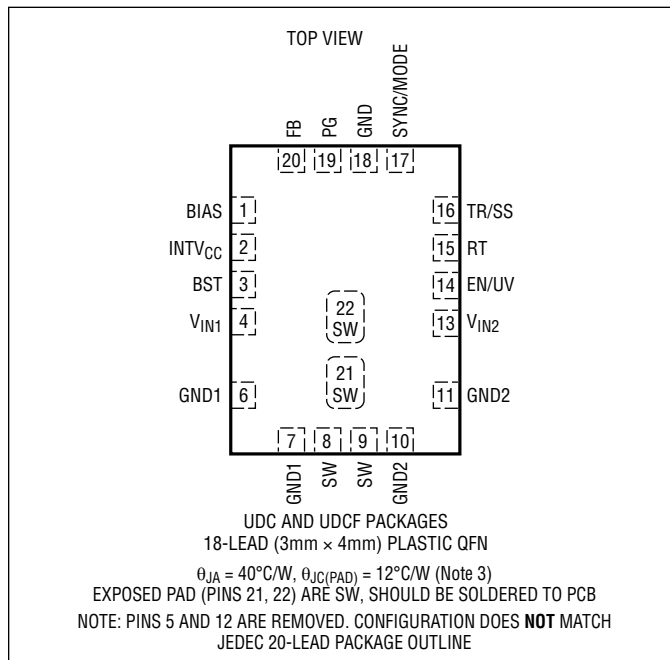 TOP VIEW
FB
PG
GND
SYNC/MODE
20
19
18
17
BIAS 1
16 TR/SS
INTVCC 2
15 RT
BST 3
14 EN/UV
VIN1 4
13 VIN2
22
SW
21
SW
GND1 6
11 GND2
7
8
9
10
GND1
SW
SW
GND2
UDC AND UDCF PACKAGES
18-LEAD (3mm × 4mm) PLASTIC QFN
θJA = 40°C/W, θJC(PAD) = 12°C/W (Note 3)
EXPOSED PAD (PINS 21, 22) ARE SW, SHOULD BE SOLDERED TO PCB
NOTE: PINS 5 AND 12 ARE REMOVED. CONFIGURATION DOES NOT MATCH
JEDEC 20-LEAD PACKAGE OUTLINE